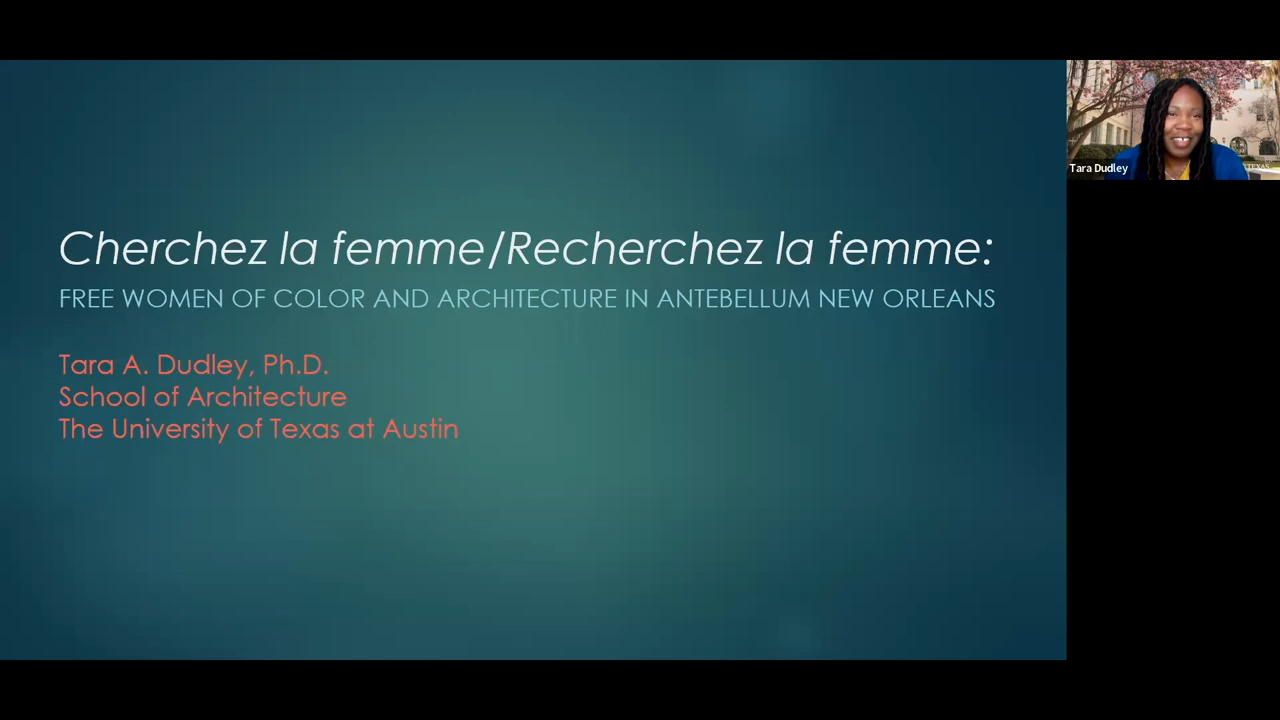 Cherchez la femme/Recherchez la femme:
FREE WOMEN OF COLOR AND ARCHITECTURE IN ANTEBELLUM NEW ORLEANS
Tara A. Dudley, Ph.D.
School of Architecture
The University of Texas at Austin
Tara Dudley
TEXAS